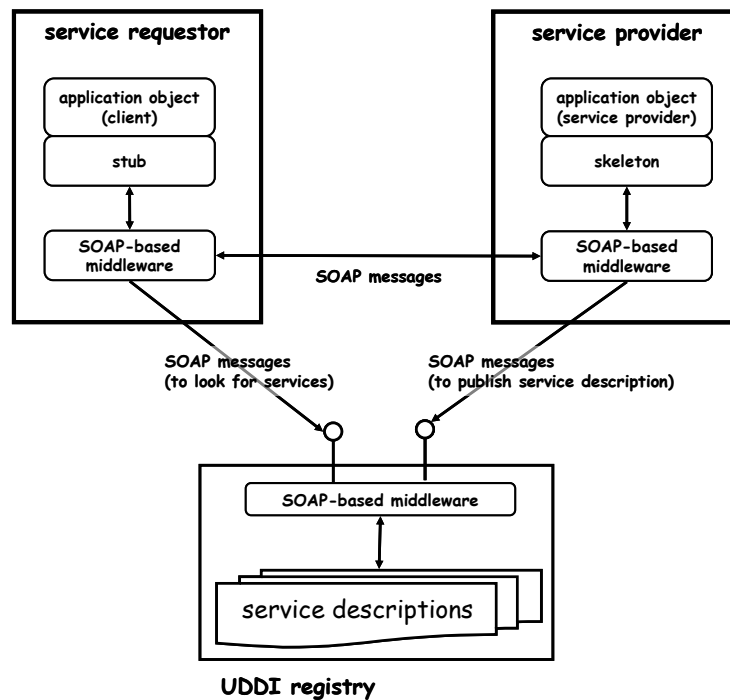 service requestor
application object
(client)
stub
SOAP-based
middleware
service provider
application object
(service provider)
skeleton
SOAP-based
middleware
SOAP messages
SOAP messages
(to look for services)
SOAP messages
(to publish service description)
SOAP-based middleware
service descriptions
UDDI registry